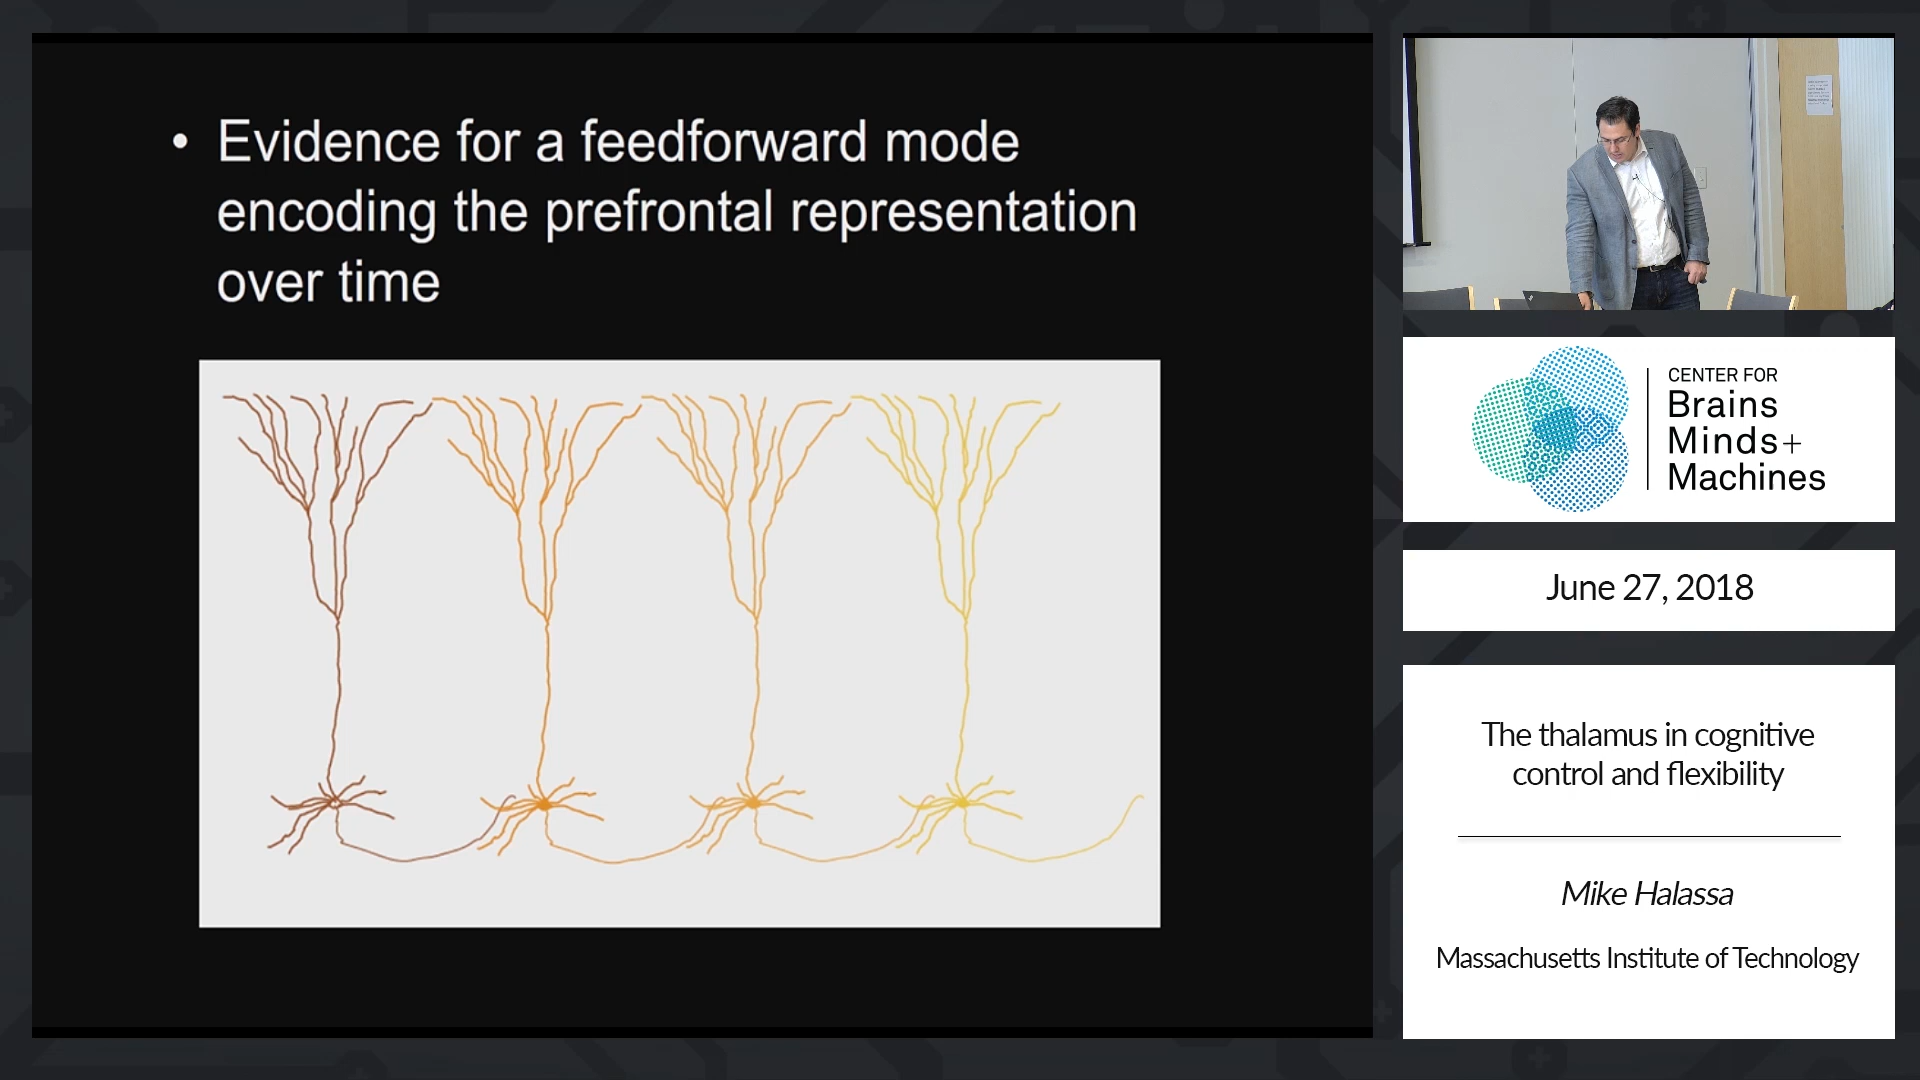 • Evidence for a feedforward mode
encoding the prefrontal representation
over time
CENTER FOR
Brains
Minds+
Machines
June 27, 2018
The thalamus in cognitive
control and flexibility
Mike Halassa
Massachusetts Institute of Technology